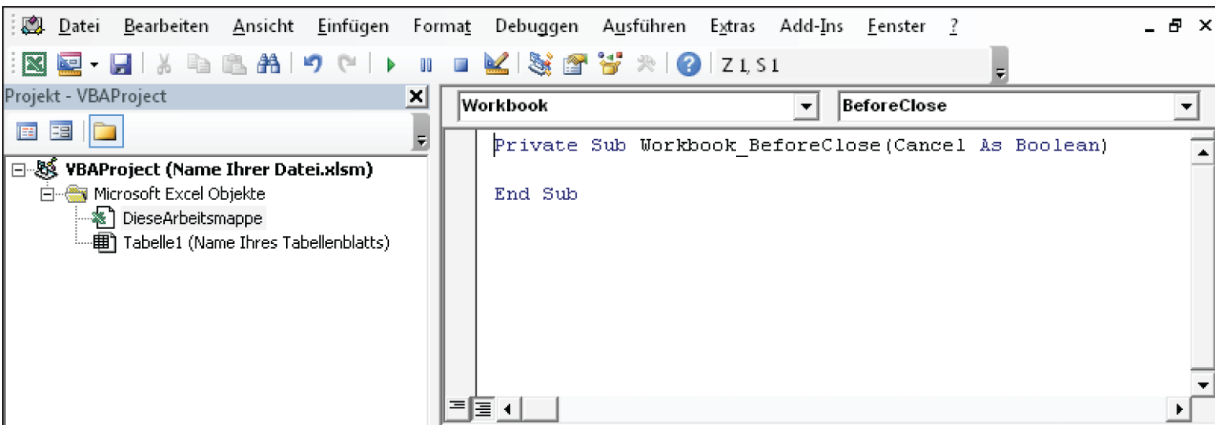 Datei Bearbeiten Ansicht Einfügen Format Debuggen Ausführen Extras Add-Ins Fenster ?
Z 1, S 1
Projekt - VBAProject
VBAProject (Name Ihrer Datei.xlsm)
Microsoft Excel Objekte
DieseArbeitsmappe
Tabelle1 (Name Ihres Tabellenblatts)
Workbook BeforeClose
Private Sub Workbook_BeforeClose(Cancel As Boolean)
End Sub